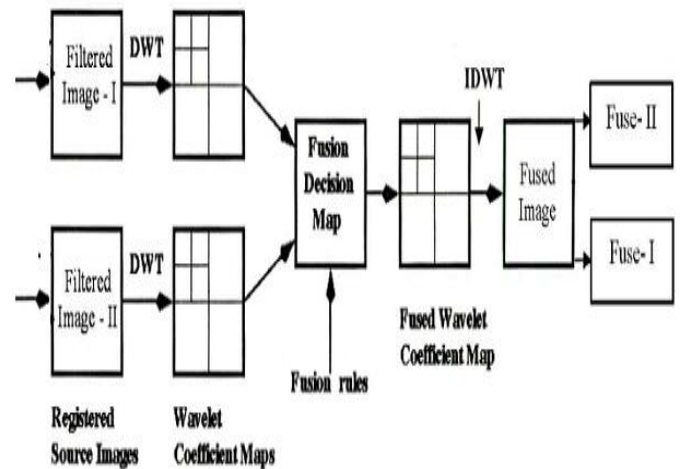 Filtered
Image - I
DWT
Fusion
Decision
Map
IDWT
Fused
Image
Fuse- II
Fuse- I
Filtered
Image - II
DWT
Fusion rules
Fused Wavelet
Coefficient Map
Registered
Source Images
Wavelet
Coefficient Maps